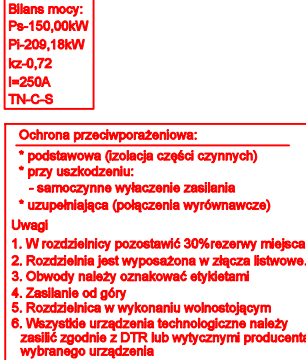 Bilans mocy:
Ps-150,00kW
Pi-209,18kW
kz-0,72
I=250A
TN-C-S
Ochrona przeciwporażeniowa:
* podstawowa (izolacja części czynnych)
* przy uszkodzeniu:
- samoczynne wyłaczenie zasilania
* uzupełniająca (połączenia wyrównawcze)
Uwagi
1. W rozdzielnicy pozostawić 30%rezerwy miejsca
2. Rozdzielnia jest wyposażona w złącza listwowe.
3. Obwody należy oznakować etykietami
4. Zasilanie od góry
5. Rozdzielnica w wykonaniu wolnostojącym
6. Wszystkie urządzenia technologiczne należy
zasilić zgodnie z DTR lub wytycznymi producenta
wybranego urządzenia